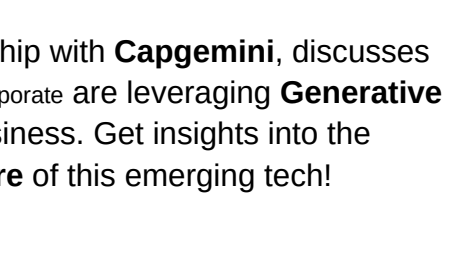 hip with Capgemini, discusses
porate are leveraging Generative
siness. Get insights into the
re of this emerging tech!